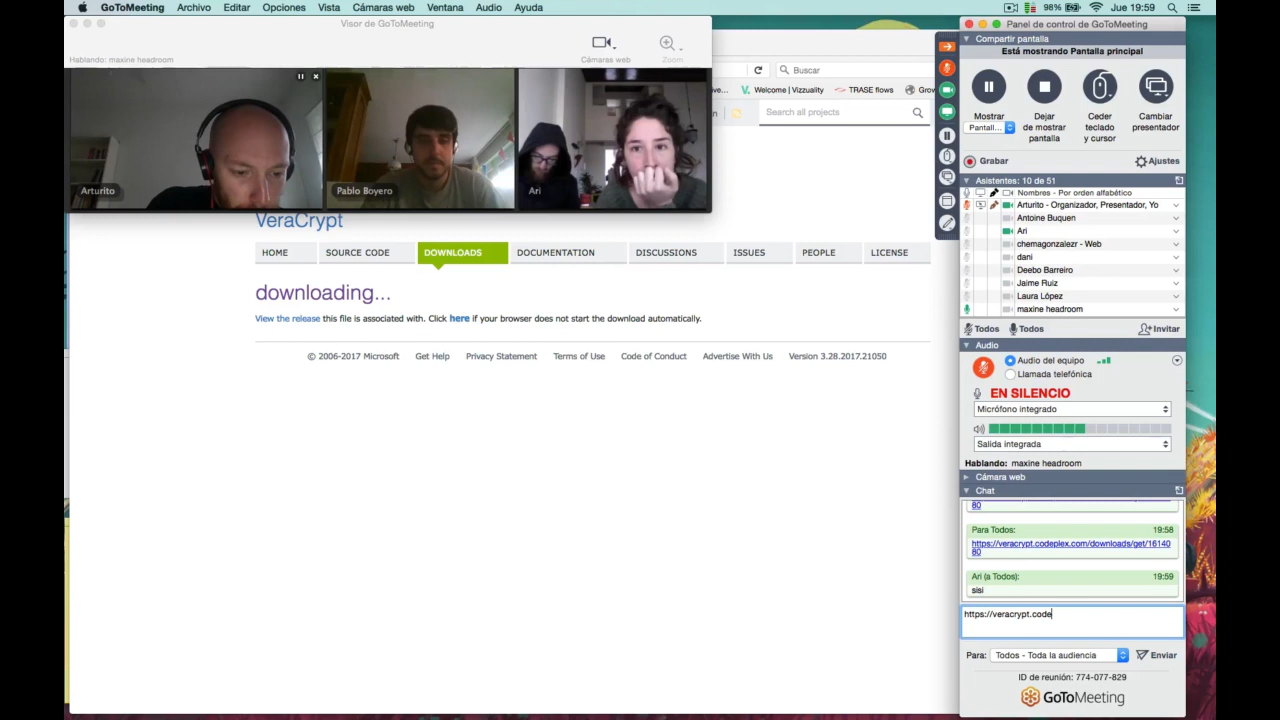 GoToMeeting Archivo Editar Opciones Vista Cámaras web Ventana Audio Ayuda 98% Jue 19:59
Visor de GoToMeeting
Hablando: maxine headroom
Cámaras web
Zoom
Arturito
Pablo Boyero
Ari
Buscar
Welcome | Vizzuality
TRASE flows
Search all projects
VeraCrypt
HOME SOURCE CODE DOWNLOADS DOCUMENTATION DISCUSSIONS ISSUES PEOPLE LICENSE
downloading...
View the release this file is associated with. Click here if your browser does not start the download automatically.
© 2006-2017 Microsoft Get Help Privacy Statement Terms of Use Code of Conduct Advertise With Us Version 3.28.2017.21050
Panel de control de GoToMeeting
Compartir pantalla
Está mostrando Pantalla principal
Mostrar
Pantall...
Dejar
de mostrar
pantalla
Ceder
teclado
y cursor
Cambiar
presentador
Grabar
Ajustes
Asistentes: 10 de 51
Nombres - Por orden alfabético
Arturito - Organizador, Presentador, Yo
Antoine Buquen
Ari
chemagonzalezr - Web
dani
Deebo Barreiro
Jaime Ruiz
Laura López
maxine headroom
Todos Todos Invitar
Audio
Audio del equipo
Llamada telefónica
EN SILENCIO
Micrófono integrado
Salida integrada
Hablando: maxine headroom
Cámara web
Chat
80
Para Todos: 19:58
https://veracrypt.codeplex.com/downloads/get/16140
80
Ari (a Todos): 19:59
sisi
https://veracrypt.code
Para: Todos - Toda la audiencia Enviar
ID de reunión: 774-077-829
GoToMeeting